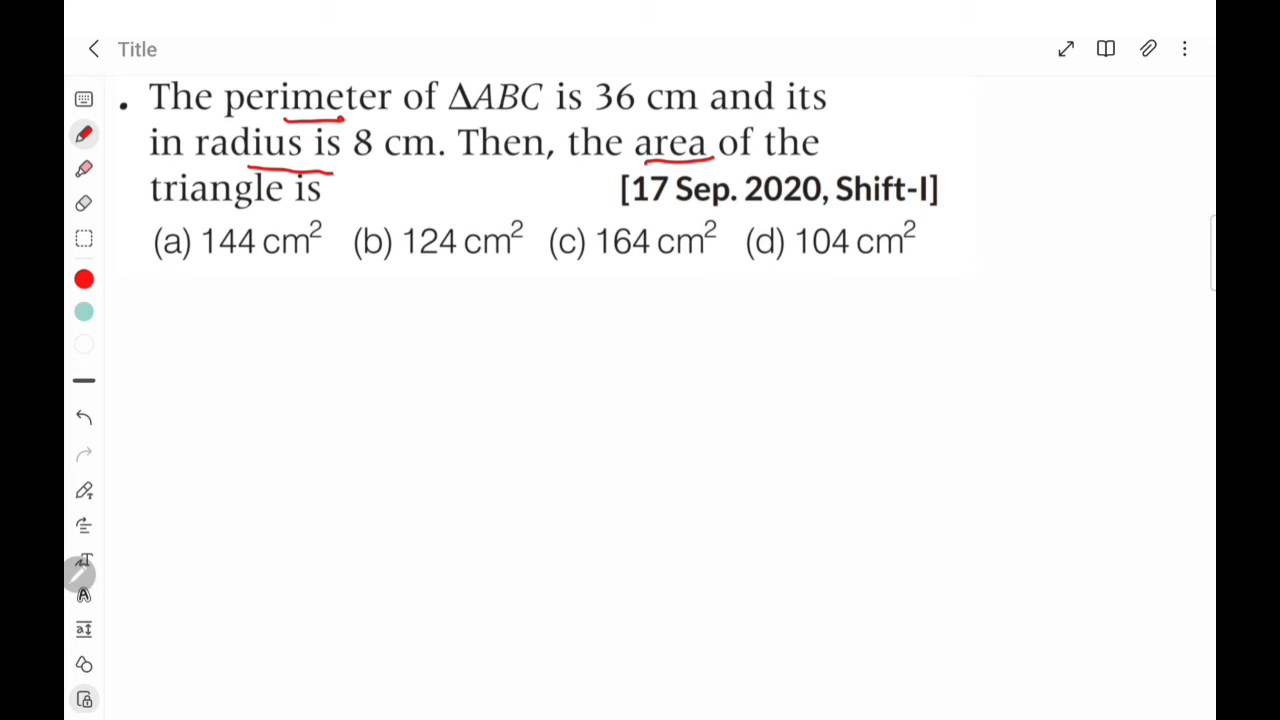 Title
. The perimeter of ΔABC is 36 cm and its
in radius is 8 cm. Then, the area of the
triangle is [17 Sep. 2020, Shift-I]
(a) 144 cm² (b) 124 cm² (c) 164 cm² (d) 104 cm²